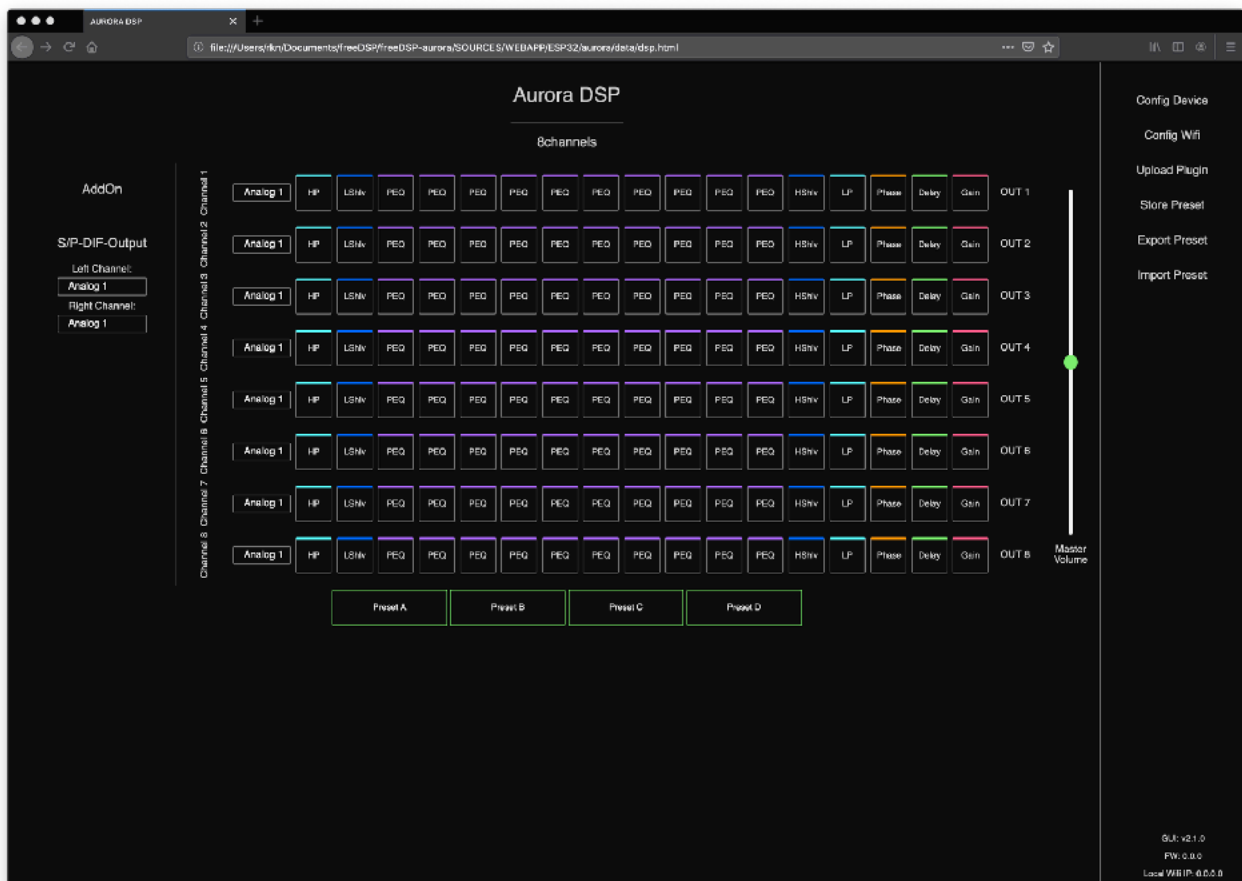 AURORA DSP
file:///Users/rkn/Documents/freeDSP/freeDSP-aurora/SOURCES/WEBAPP/ESP32/aurora/data/dsp.html
Aurora DSP
8channels
AddOn
S/P-DIF-Output
Left Channel:
Analog 1
Right Channel:
Analog 1
Channel 1 Analog 1 HP LShlv PEQ PEQ PEQ PEQ PEQ PEQ PEQ PEQ PEQ PEQ HShlv LP Phase Delay Gain OUT 1
Channel 2 Analog 1 HP LShlv PEQ PEQ PEQ PEQ PEQ PEQ PEQ PEQ PEQ PEQ HShlv LP Phase Delay Gain OUT 2
Channel 3 Analog 1 HP LShlv PEQ PEQ PEQ PEQ PEQ PEQ PEQ PEQ PEQ PEQ HShlv LP Phase Delay Gain OUT 3
Channel 4 Analog 1 HP LShlv PEQ PEQ PEQ PEQ PEQ PEQ PEQ PEQ PEQ PEQ HShlv LP Phase Delay Gain OUT 4
Channel 5 Analog 1 HP LShlv PEQ PEQ PEQ PEQ PEQ PEQ PEQ PEQ PEQ PEQ HShlv LP Phase Delay Gain OUT 5
Channel 6 Analog 1 HP LShlv PEQ PEQ PEQ PEQ PEQ PEQ PEQ PEQ PEQ PEQ HShlv LP Phase Delay Gain OUT 6
Channel 7 Analog 1 HP LShlv PEQ PEQ PEQ PEQ PEQ PEQ PEQ PEQ PEQ PEQ HShlv LP Phase Delay Gain OUT 7
Channel 8 Analog 1 HP LShlv PEQ PEQ PEQ PEQ PEQ PEQ PEQ PEQ PEQ PEQ HShlv LP Phase Delay Gain OUT 8
Master
Volume
Preset A Preset B Preset C Preset D
Config Device
Config Wifi
Upload Plugin
Store Preset
Export Preset
Import Preset
GUI: v2.1.0
FW: 0.0.0
Local Wifi IP: 0.0.0.0